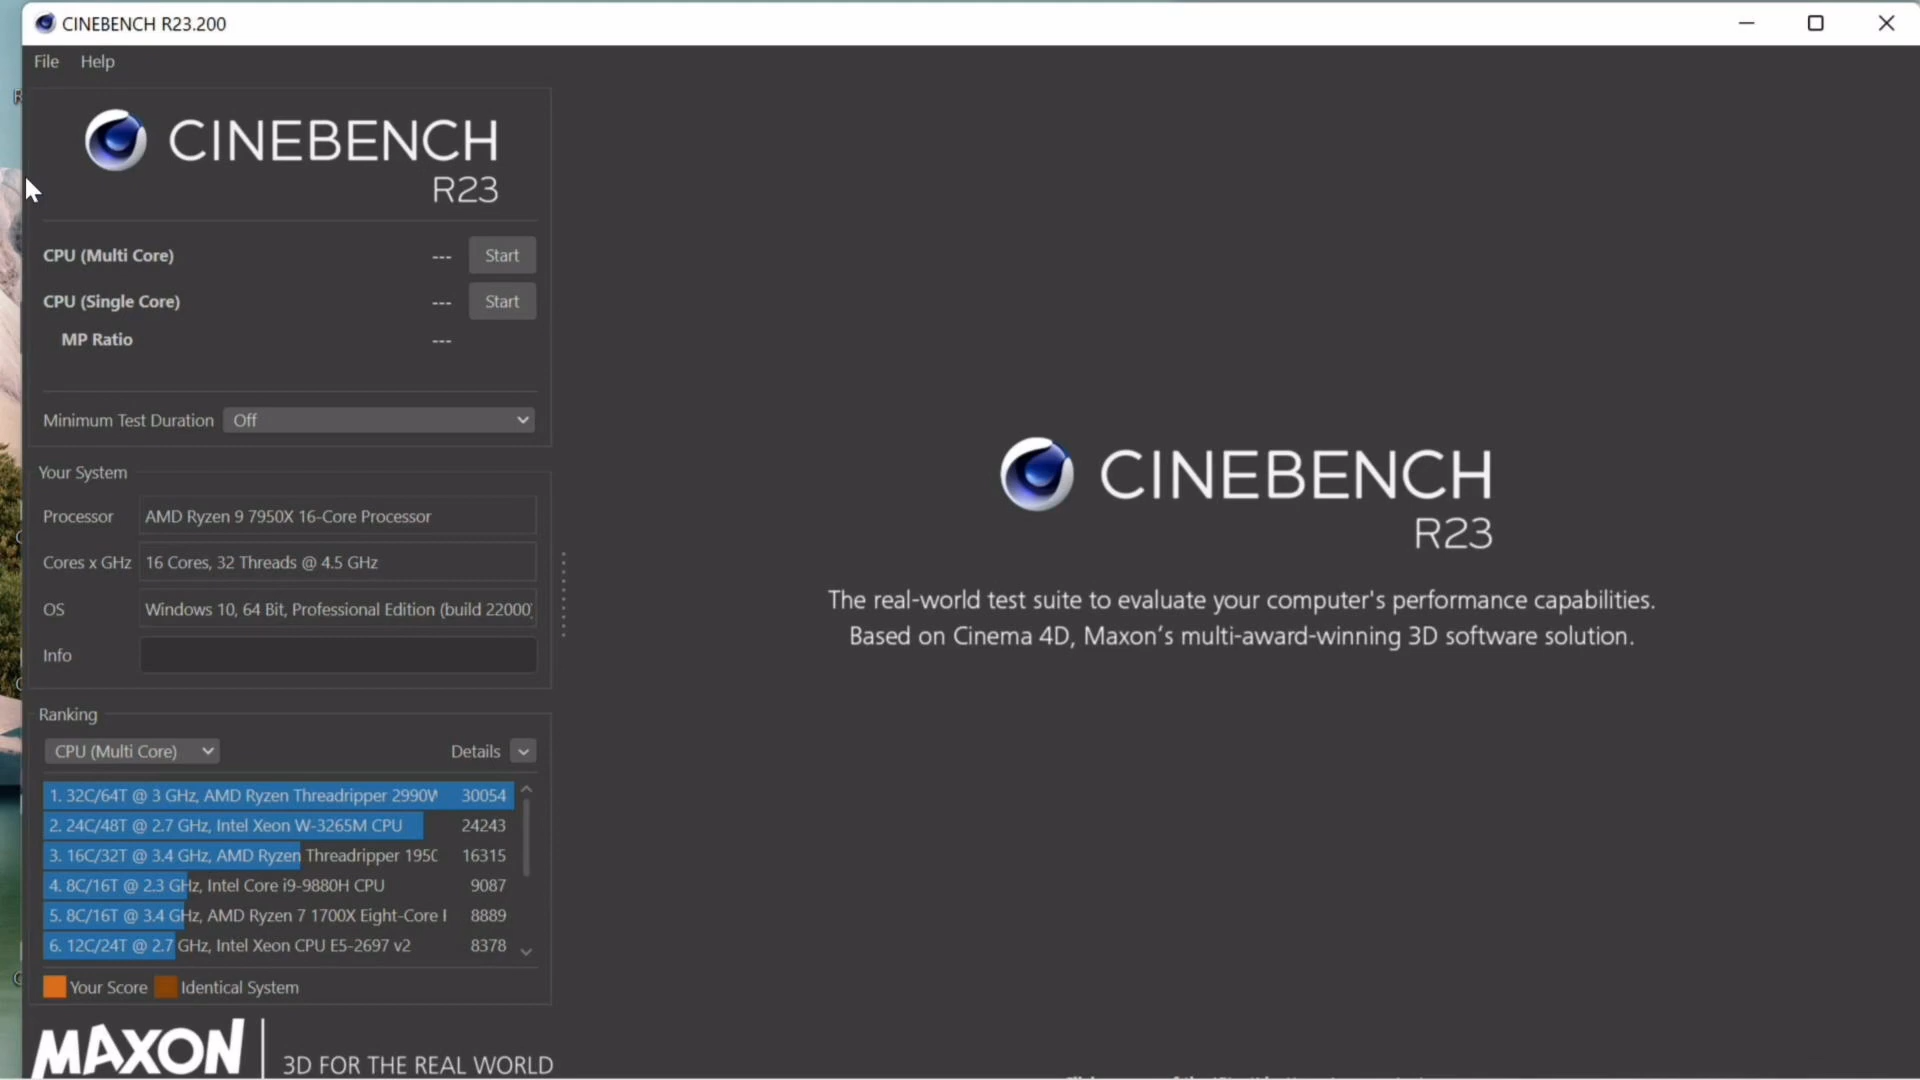 CINEBENCH R23.200
File Help
CINEBENCH
R23
CPU (Multi Core) --- Start
CPU (Single Core) --- Start
MP Ratio ---
Minimum Test Duration Off
Your System
Processor AMD Ryzen 9 7950X 16-Core Processor
Cores x GHz 16 Cores, 32 Threads @ 4.5 GHz
OS Windows 10, 64 Bit, Professional Edition (build 22000)
Info
Ranking
CPU (Multi Core) Details
1. 32C/64T @ 3 GHz, AMD Ryzen Threadripper 2990W 30054
2. 24C/48T @ 2.7 GHz, Intel Xeon W-3265M CPU 24243
3. 16C/32T @ 3.4 GHz, AMD Ryzen Threadripper 195 16315
4. 8C/16T @ 2.3 GHz, Intel Core i9-9880H CPU 9087
5. 8C/16T @ 3.4 GHz, AMD Ryzen 7 1700X Eight-Core 8889
6. 12C/24T @ 2.7 GHz, Intel Xeon CPU E5-2697 v2 8378
Your Score Identical System
MAXON 3D FOR THE REAL WORLD
CINEBENCH
R23
The real-world test suite to evaluate your computer's performance capabilities.
Based on Cinema 4D, Maxon's multi-award-winning 3D software solution.